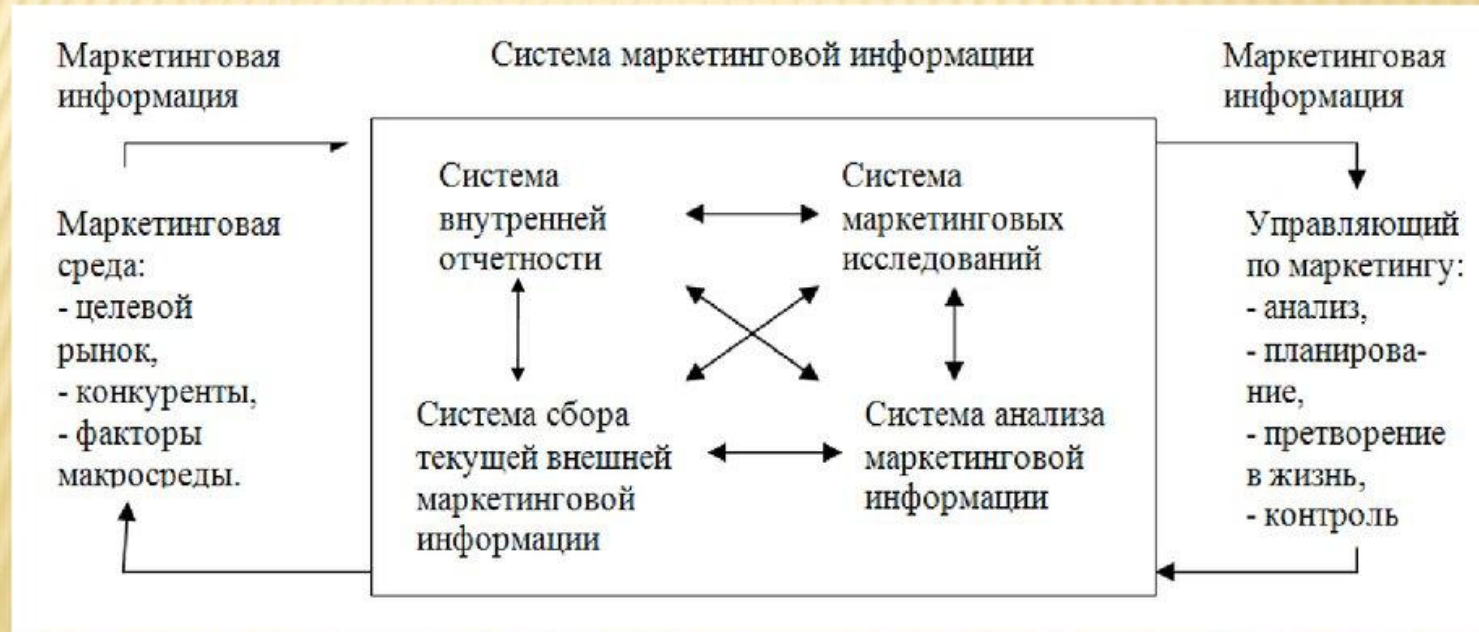 Маркетинговая
информация
Система маркетинговой информации
Маркетинговая
информация
Маркетинговая
среда:
- целевой
рынок,
- конкуренты,
- факторы
макросреды.
Система
внутренней
отчетности
Система
маркетинговых
исследований
Система сбора
текущей внешней
маркетинговой
информации
Система анализа
маркетинговой
информации
Управляющий
по маркетингу:
- анализ,
- планирова-
ние,
- претворение
в жизнь,
- контроль